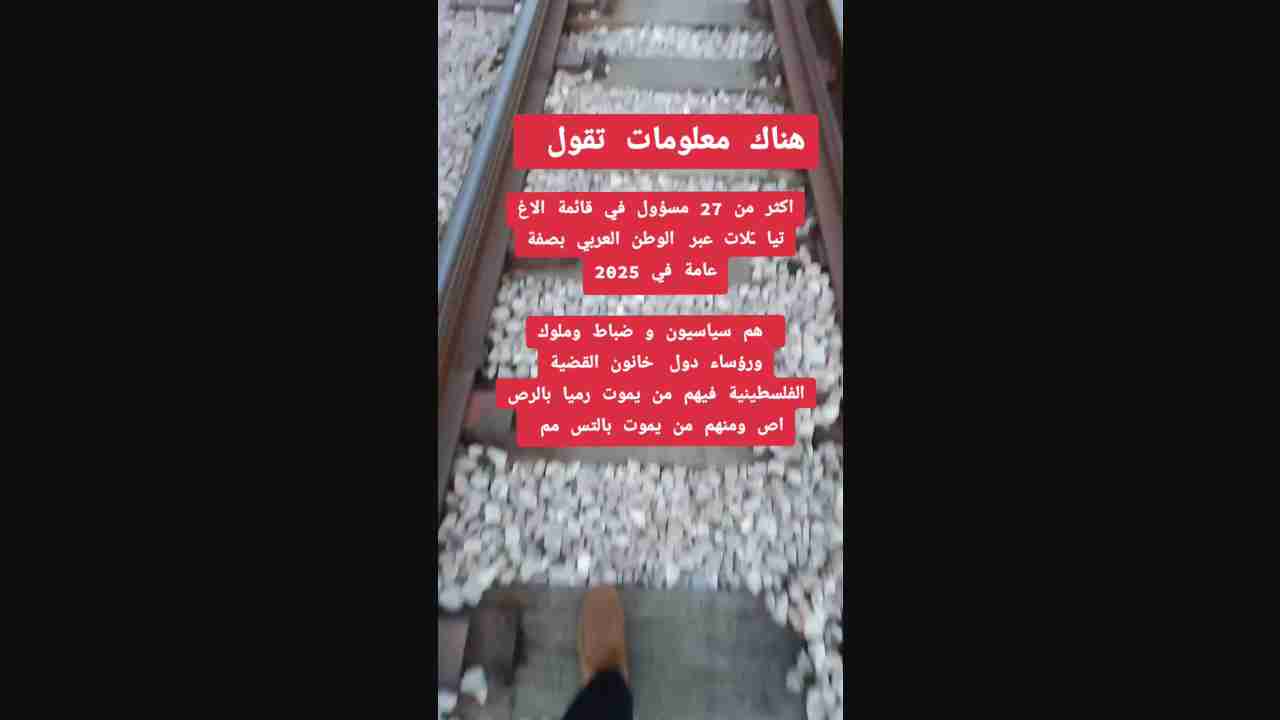 هناك معلومات تقول
اكثر من 27 مسؤول في قائمة الاغ
تيا ثلات عبر الوطن العربي بصفة
عامة في 2025
هم سياسيون و ضباط وملوك
ورؤساء دول خانون القضية
الفلسطينية فيهم من يموت رميا بالرص
اص ومنهم من يموت بالتس مم